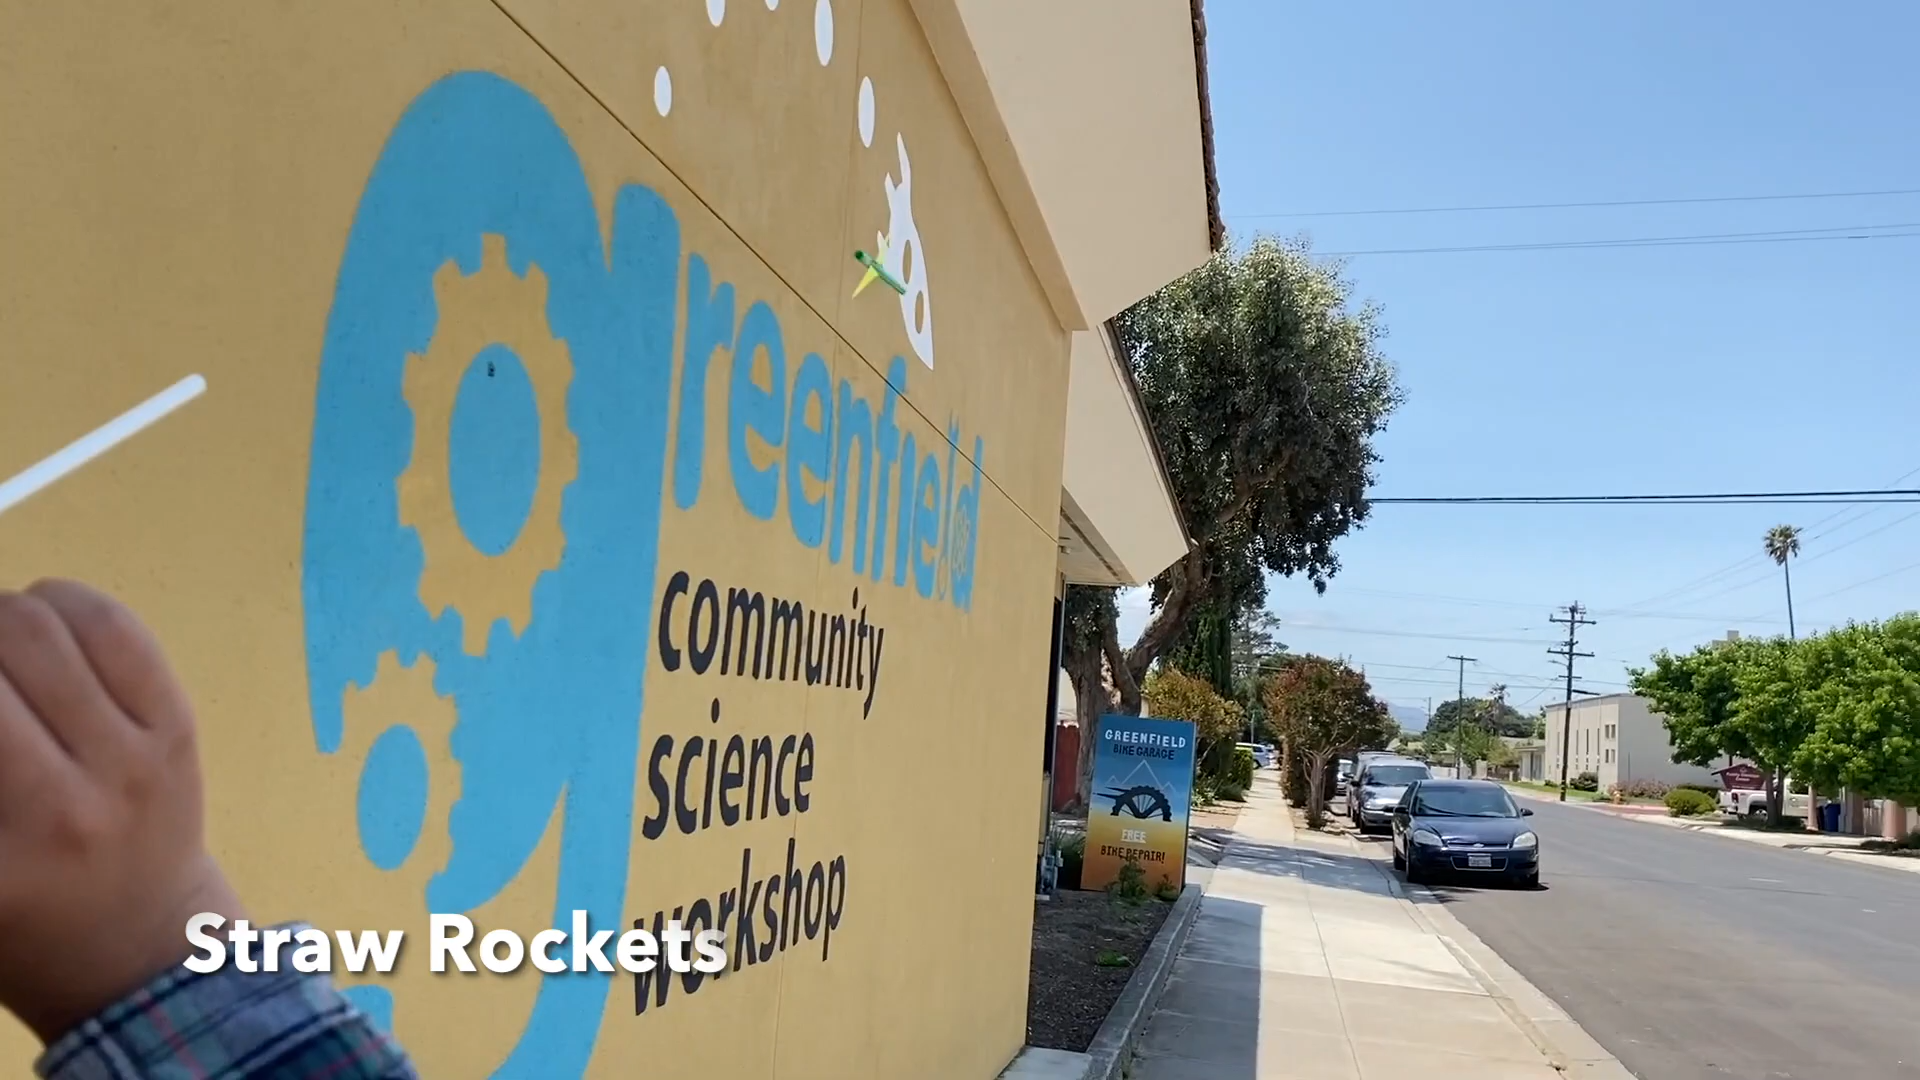 greenfield
community
science
workshop
GREENFIELD
BIKE GARAGE
FREE
BIKE REPAIR!
Straw Rockets